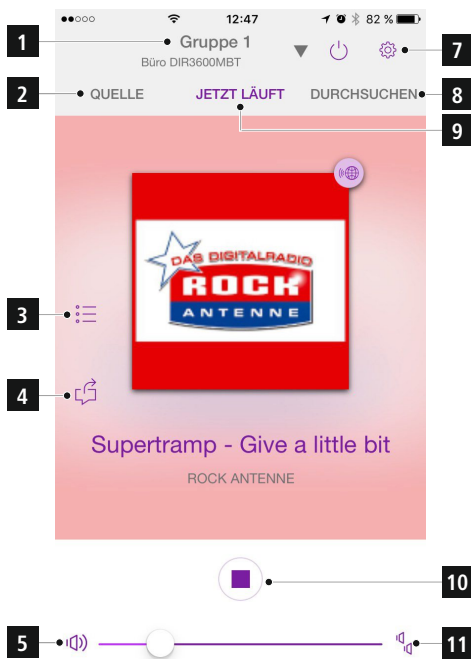 12:47
82 %
1
Gruppe 1
7
Büro DIR3600MBT
2
QUELLE
JETZT LÄUFT
DURCHSUCHEN
8
9
DAS DIGITALRADIO
ROCK
ANTENNE
3
4
Supertramp - Give a little bit
ROCK ANTENNE
10
5
11